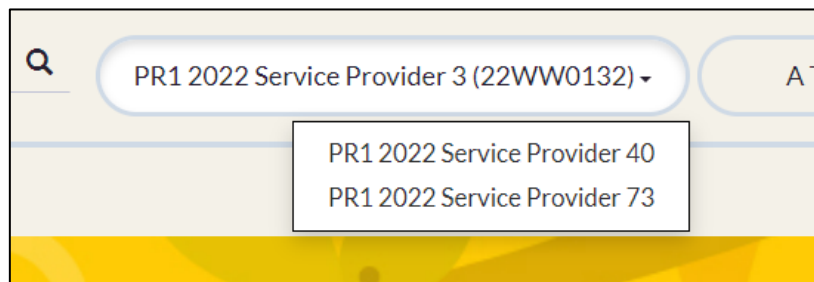 PR1 2022 Service Provider 3 (22WW0132)
A
PR1 2022 Service Provider 40
PR1 2022 Service Provider 73